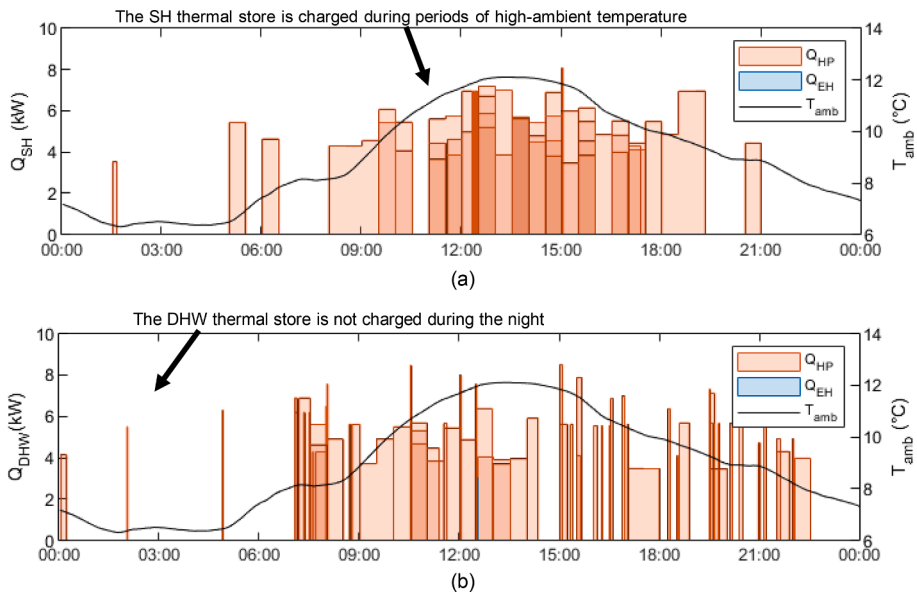 The SH thermal store is charged during periods of high-ambient temperature
10
8
6
4
2
0
Q_SH (kW)
14
12
10
8
6
T_amb (°C)
Q_HP
Q_EH
T_amb
00:00 03:00 06:00 09:00 12:00 15:00 18:00 21:00 00:00
(a)
The DHW thermal store is not charged during the night
10
8
6
4
2
0
Q_DHW(kW)
14
12
10
8
6
T_amb (°C)
Q_HP
Q_EH
T_amb
00:00 03:00 06:00 09:00 12:00 15:00 18:00 21:00 00:00
(b)